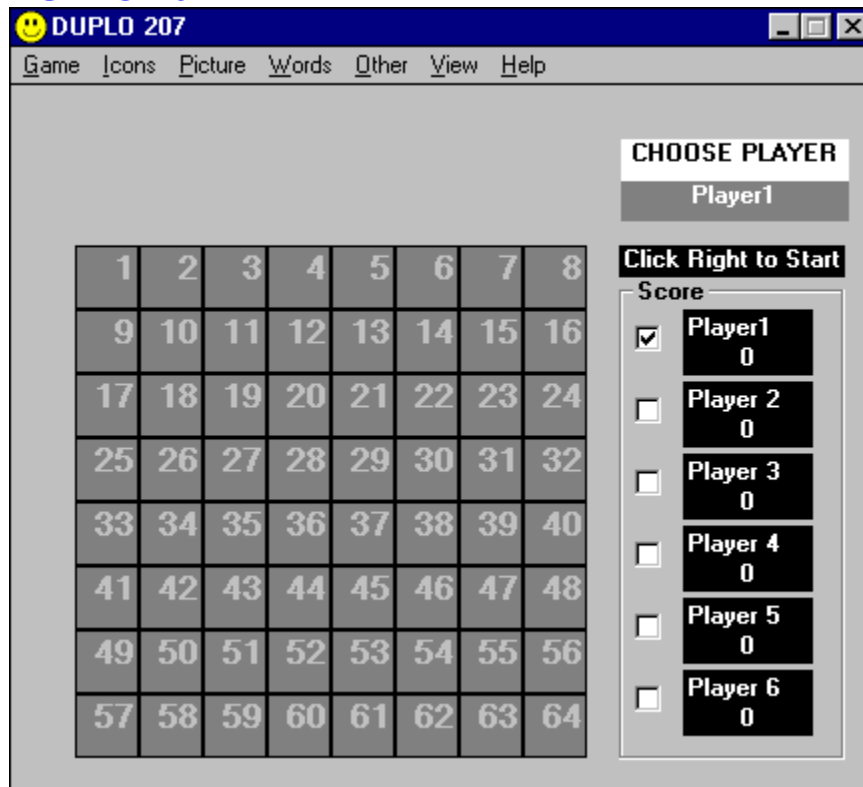 DUPLO 207
Game Icons Picture Words Other View Help
CHOOSE PLAYER
Player1
Click Right to Start
Score
1 2 3 4 5 6 7 8
9 10 11 12 13 14 15 16
17 18 19 20 21 22 23 24
25 26 27 28 29 30 31 32
33 34 35 36 37 38 39 40
41 42 43 44 45 46 47 48
49 50 51 52 53 54 55 56
57 58 59 60 61 62 63 64
Player1
0
Player 2
0
Player 3
0
Player 4
0
Player 5
0
Player 6
0